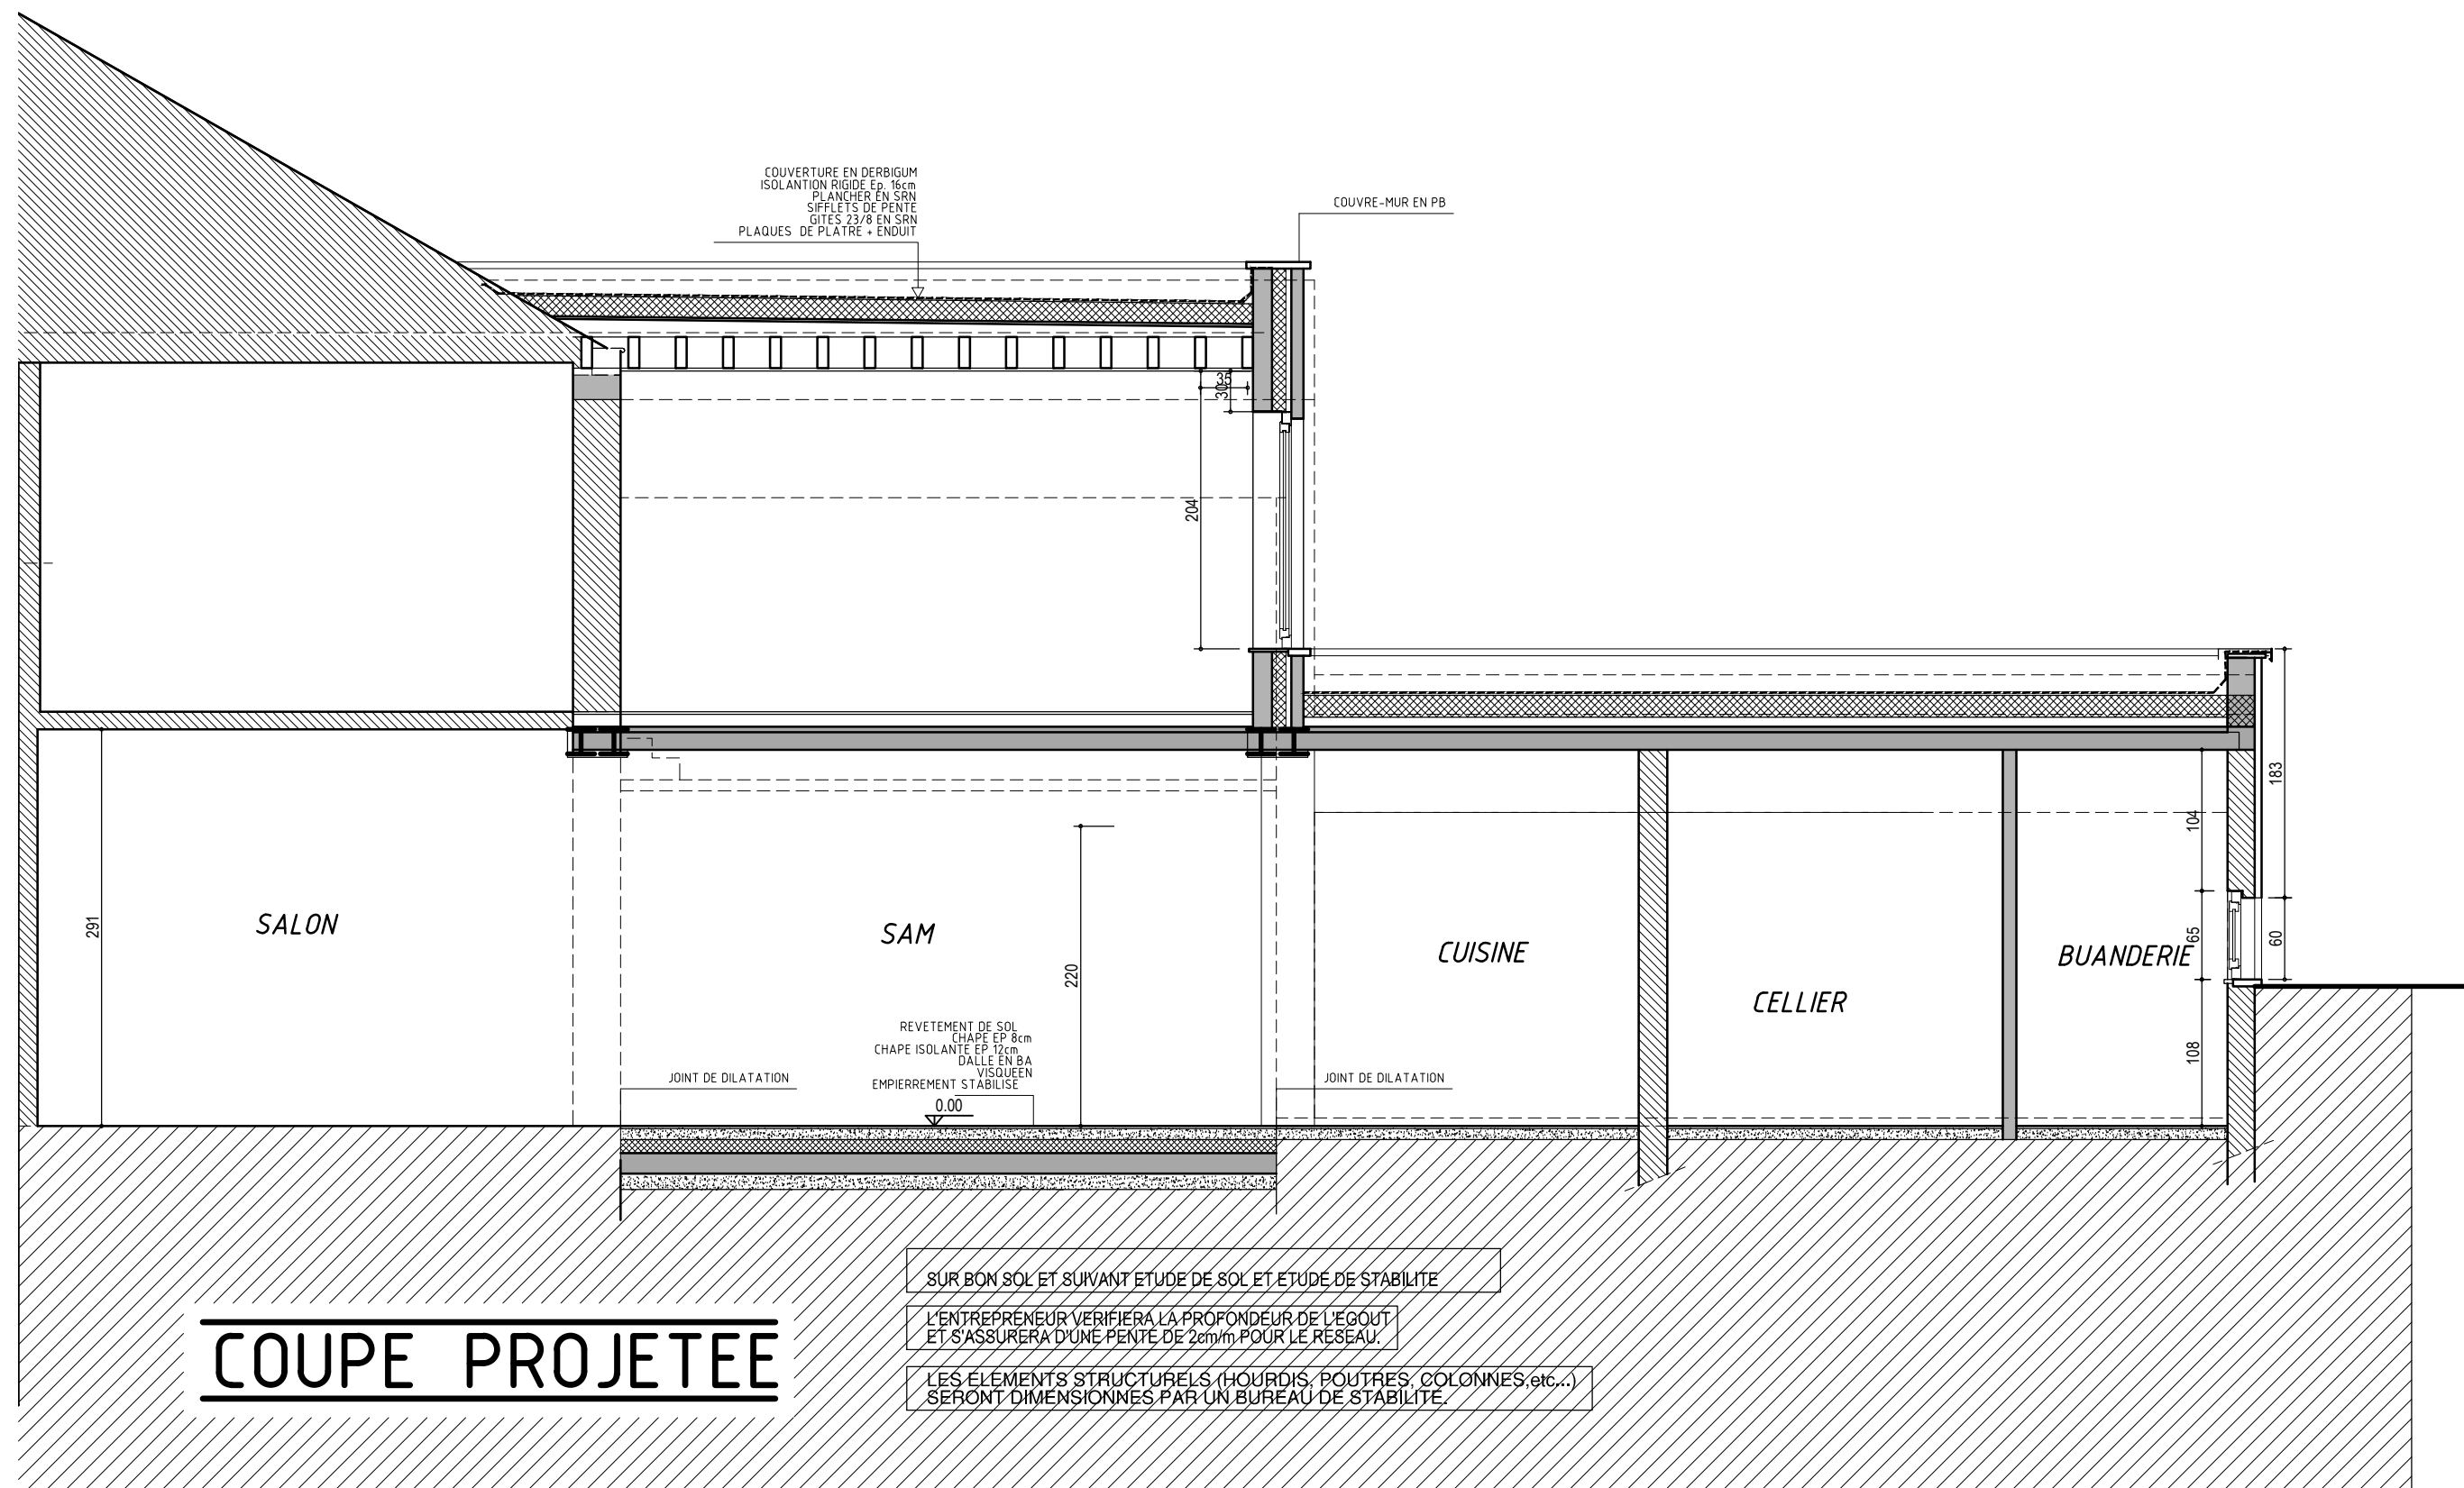 COUVERTURE EN DERBIGUM
ISOLANTION RIGIDE Ep. 16cm
PLANCHER EN SRN
SIFFLETS DE PENTE
GITES 23/8 EN SRN
PLAQUES DE PLATRE + ENDUIT
COUVRE-MUR EN PB
35
30
204
183
104
291
SALON
SAM
220
CUISINE
CELLIER
BUANDERIE
65
60
108
REVETEMENT DE SOL
CHAPE EP 8cm
CHAPE ISOLANTE EP 12cm
DALLE EN BA
VISQUEEN
EMPIERREMENT STABILISE
JOINT DE DILATATION
0.00
JOINT DE DILATATION
SUR BON SOL ET SUIVANT ETUDE DE SOL ET ETUDE DE STABILITE
L'ENTREPRENEUR VERIFIERA LA PROFONDEUR DE L'EGOUT
ET S'ASSURERA D'UNE PENTE DE 2cm/m POUR LE RESEAU.
LES ELEMENTS STRUCTURELS (HOURDIS, POUTRES, COLONNES,etc...)
SERONT DIMENSIONNES PAR UN BUREAU DE STABILITE.
COUPE PROJETEE